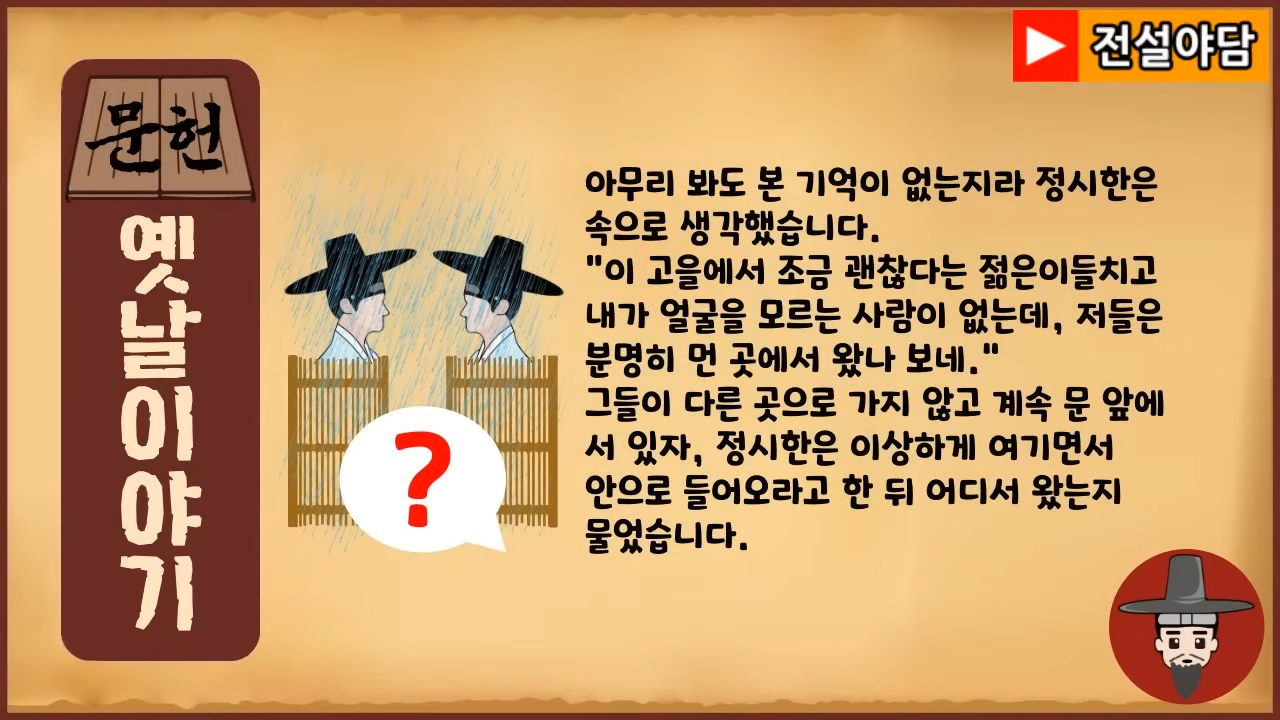 전설야담
문헌
옛날이야기
아무리 봐도 본 기억이 없는지라 정시한은
속으로 생각했습니다.
"이 고을에서 조금 괜찮다는 젊은이들치고
내가 얼굴을 모르는 사람이 없는데, 저들은
분명히 먼 곳에서 왔나 보네."
그들이 다른 곳으로 가지 않고 계속 문 앞에
서 있자, 정시한은 이상하게 여기면서
안으로 들어오라고 한 뒤 어디서 왔는지
물었습니다.
?